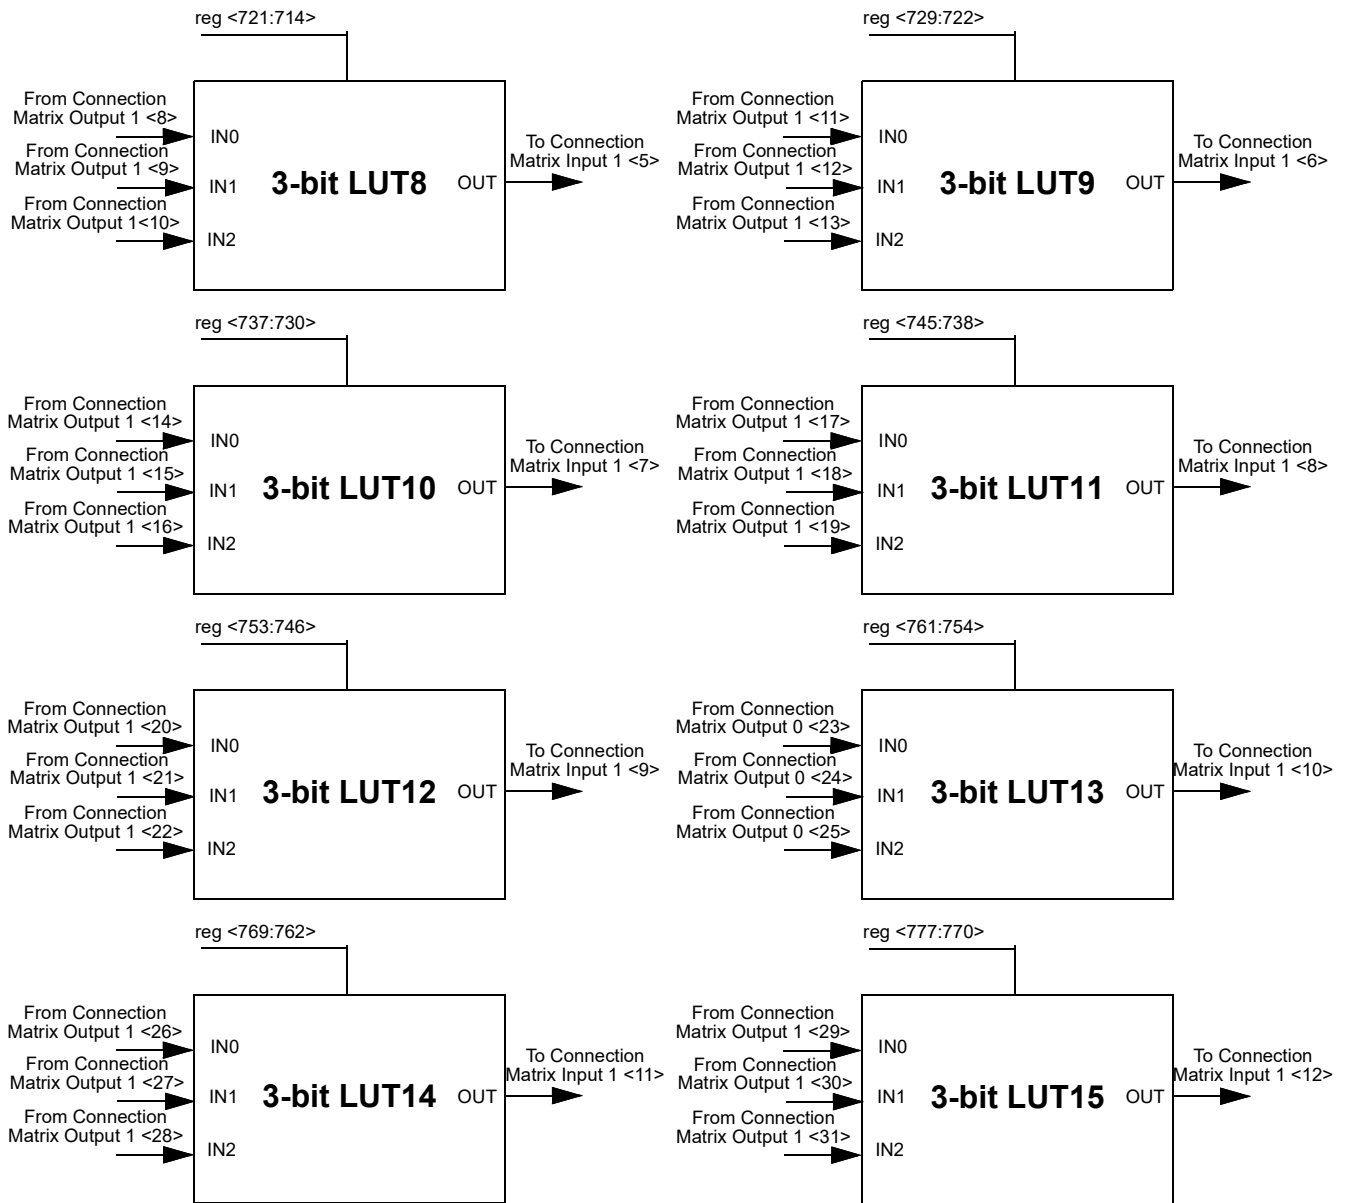 reg <721:714>
From Connection
Matrix Output 1 <8>
IN0
From Connection
Matrix Output 1 <9>
IN1
From Connection
Matrix Output 1<10>
IN2
3-bit LUT8
OUT
To Connection
Matrix Input 1 <5>
reg <729:722>
From Connection
Matrix Output 1 <11>
IN0
From Connection
Matrix Output 1 <12>
IN1
From Connection
Matrix Output 1 <13>
IN2
3-bit LUT9
OUT
To Connection
Matrix Input 1 <6>
reg <737:730>
From Connection
Matrix Output 1 <14>
IN0
From Connection
Matrix Output 1 <15>
IN1
From Connection
Matrix Output 1 <16>
IN2
3-bit LUT10
OUT
To Connection
Matrix Input 1 <7>
reg <745:738>
From Connection
Matrix Output 1 <17>
IN0
From Connection
Matrix Output 1 <18>
IN1
From Connection
Matrix Output 1 <19>
IN2
3-bit LUT11
OUT
To Connection
Matrix Input 1 <8>
reg <753:746>
From Connection
Matrix Output 1 <20>
IN0
From Connection
Matrix Output 1 <21>
IN1
From Connection
Matrix Output 1 <22>
IN2
3-bit LUT12
OUT
To Connection
Matrix Input 1 <9>
reg <761:754>
From Connection
Matrix Output 0 <23>
IN0
From Connection
Matrix Output 0 <24>
IN1
From Connection
Matrix Output 0 <25>
IN2
3-bit LUT13
OUT
To Connection
Matrix Input 1 <10>
reg <769:762>
From Connection
Matrix Output 1 <26>
IN0
From Connection
Matrix Output 1 <27>
IN1
From Connection
Matrix Output 1 <28>
IN2
3-bit LUT14
OUT
To Connection
Matrix Input 1 <11>
reg <777:770>
From Connection
Matrix Output 1 <29>
IN0
From Connection
Matrix Output 1 <30>
IN1
From Connection
Matrix Output 1 <31>
IN2
3-bit LUT15
OUT
To Connection
Matrix Input 1 <12>